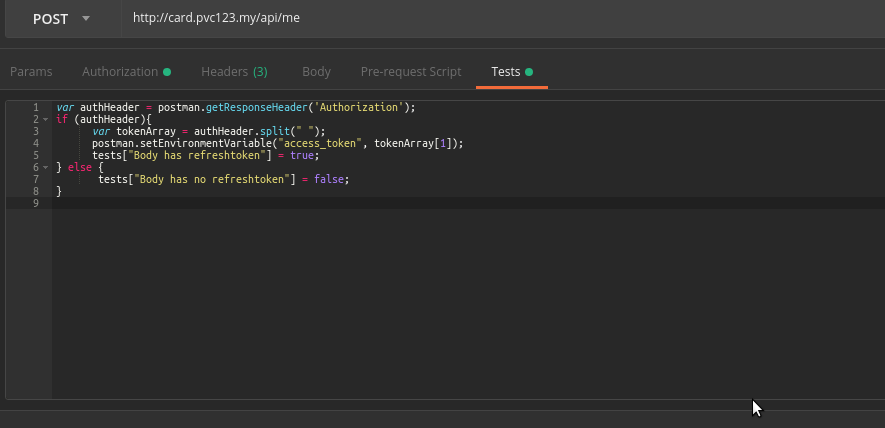 POST http://card.pvc123.my/api/me
Params Authorization Headers (3) Body Pre-request Script Tests
1 var authHeader = postman.getResponseHeader('Authorization');
2 if (authHeader){
3 var tokenArray = authHeader.split(" ");
4 postman.setEnvironmentVariable("access_token", tokenArray[1]);
5 tests["Body has refreshtoken"] = true;
6 } else {
7 tests["Body has no refreshtoken"] = false;
8 }
9